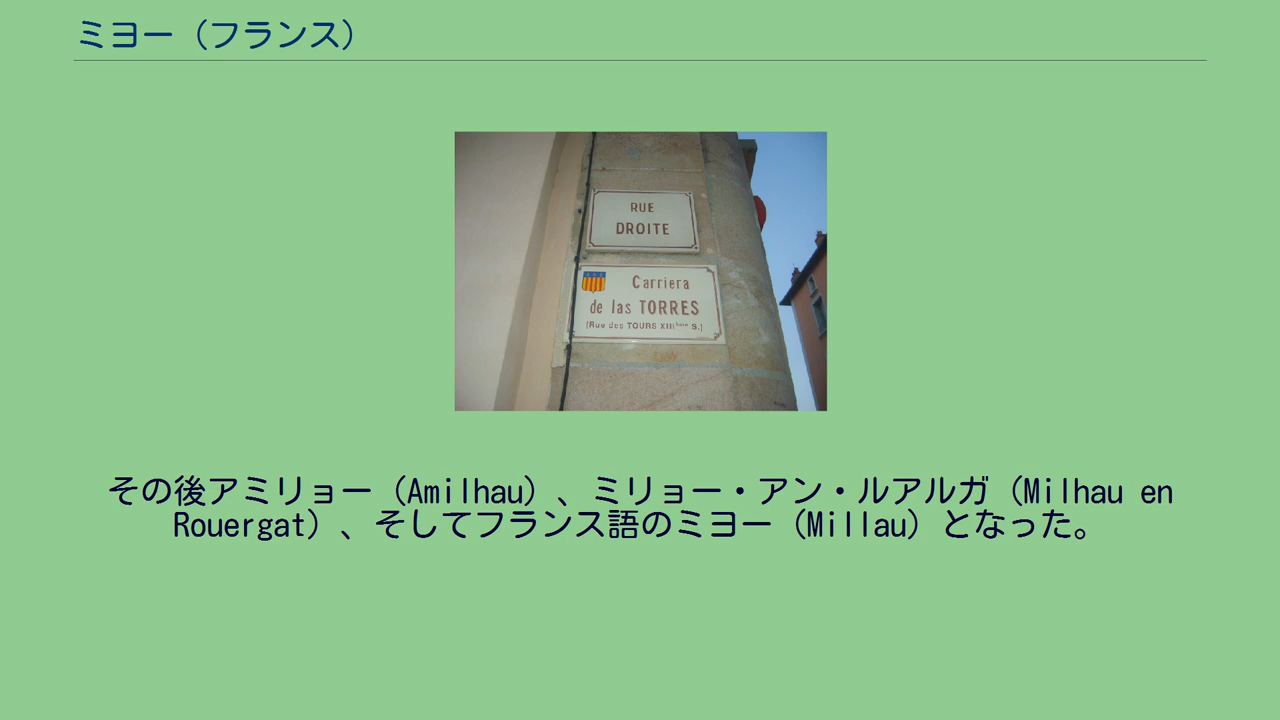 ミヨー（フランス）
RUE
DROITE
Carriera
de las TORRES
(Rue des TOURS XIII S.)
その後アミリョー（Amilhau）、ミリョー・アン・ルアルガ（Milhau en
Rouergat）、そしてフランス語のミヨー（Millau）となった。